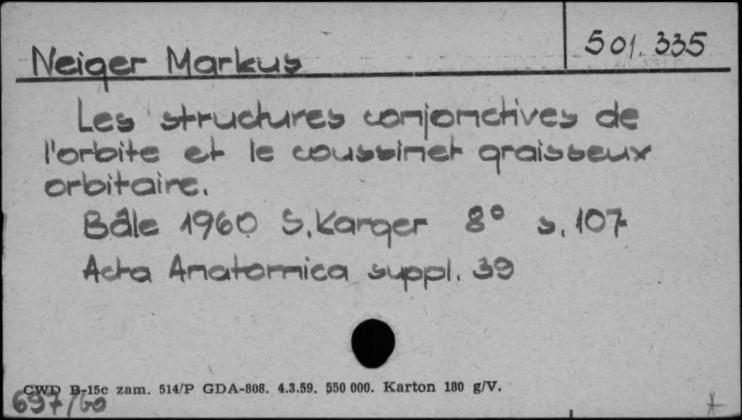 501.335
Neiger Markus
Les structures conjonctives de
l'orbite et le coussinet graisseux
orbitaire.
Bâle 1960 S. Karger 8° s. 107
Acta Anatomica suppl. 39
CWD B-15c zam. 514/P GDA-808. 4.3.59. 550 000. Karton 180 g/V.
697/60